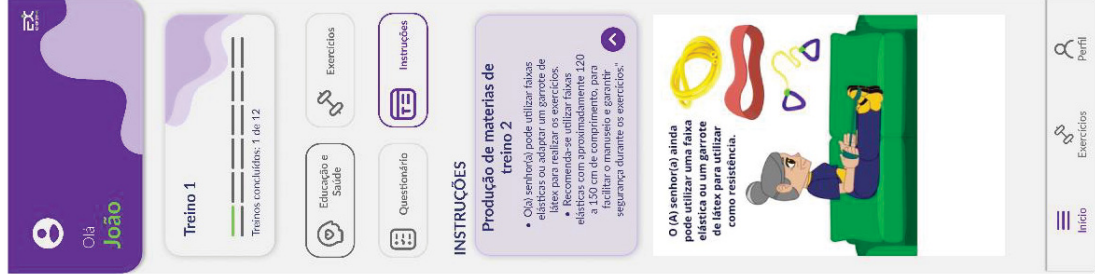 Olá
João
Treino 1
Treinos concluídos: 1 de 12
Educação e
Saúde
Exercícios
Questionário
Instruções
INSTRUÇÕES
Produção de materias de
treino 2
• O(a) senhor(a) pode utilizar faixas
elásticas ou adaptar um garrote de
látex para realizar os exercícios.
• Recomenda-se utilizar faixas
elásticas com aproximadamente 120
a 150 cm de comprimento, para
facilitar o manuseio e garantir
segurança durante os exercícios."
O (A) senhor(a) ainda
pode utilizar uma faixa
elástica ou um garrote
de látex para utilizar
como resistência.
Início
Exercícios
Perfil